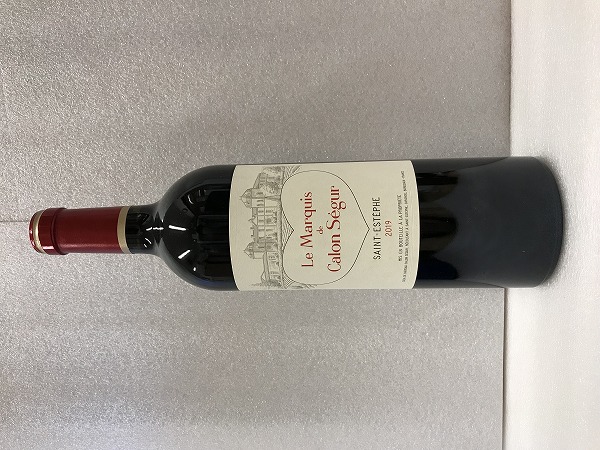 Le Marquis
de
Calon Ségur
SAINT-ESTÈPHE
2019
MIS EN BOUTEILLE À LA PROPRIÉTÉ